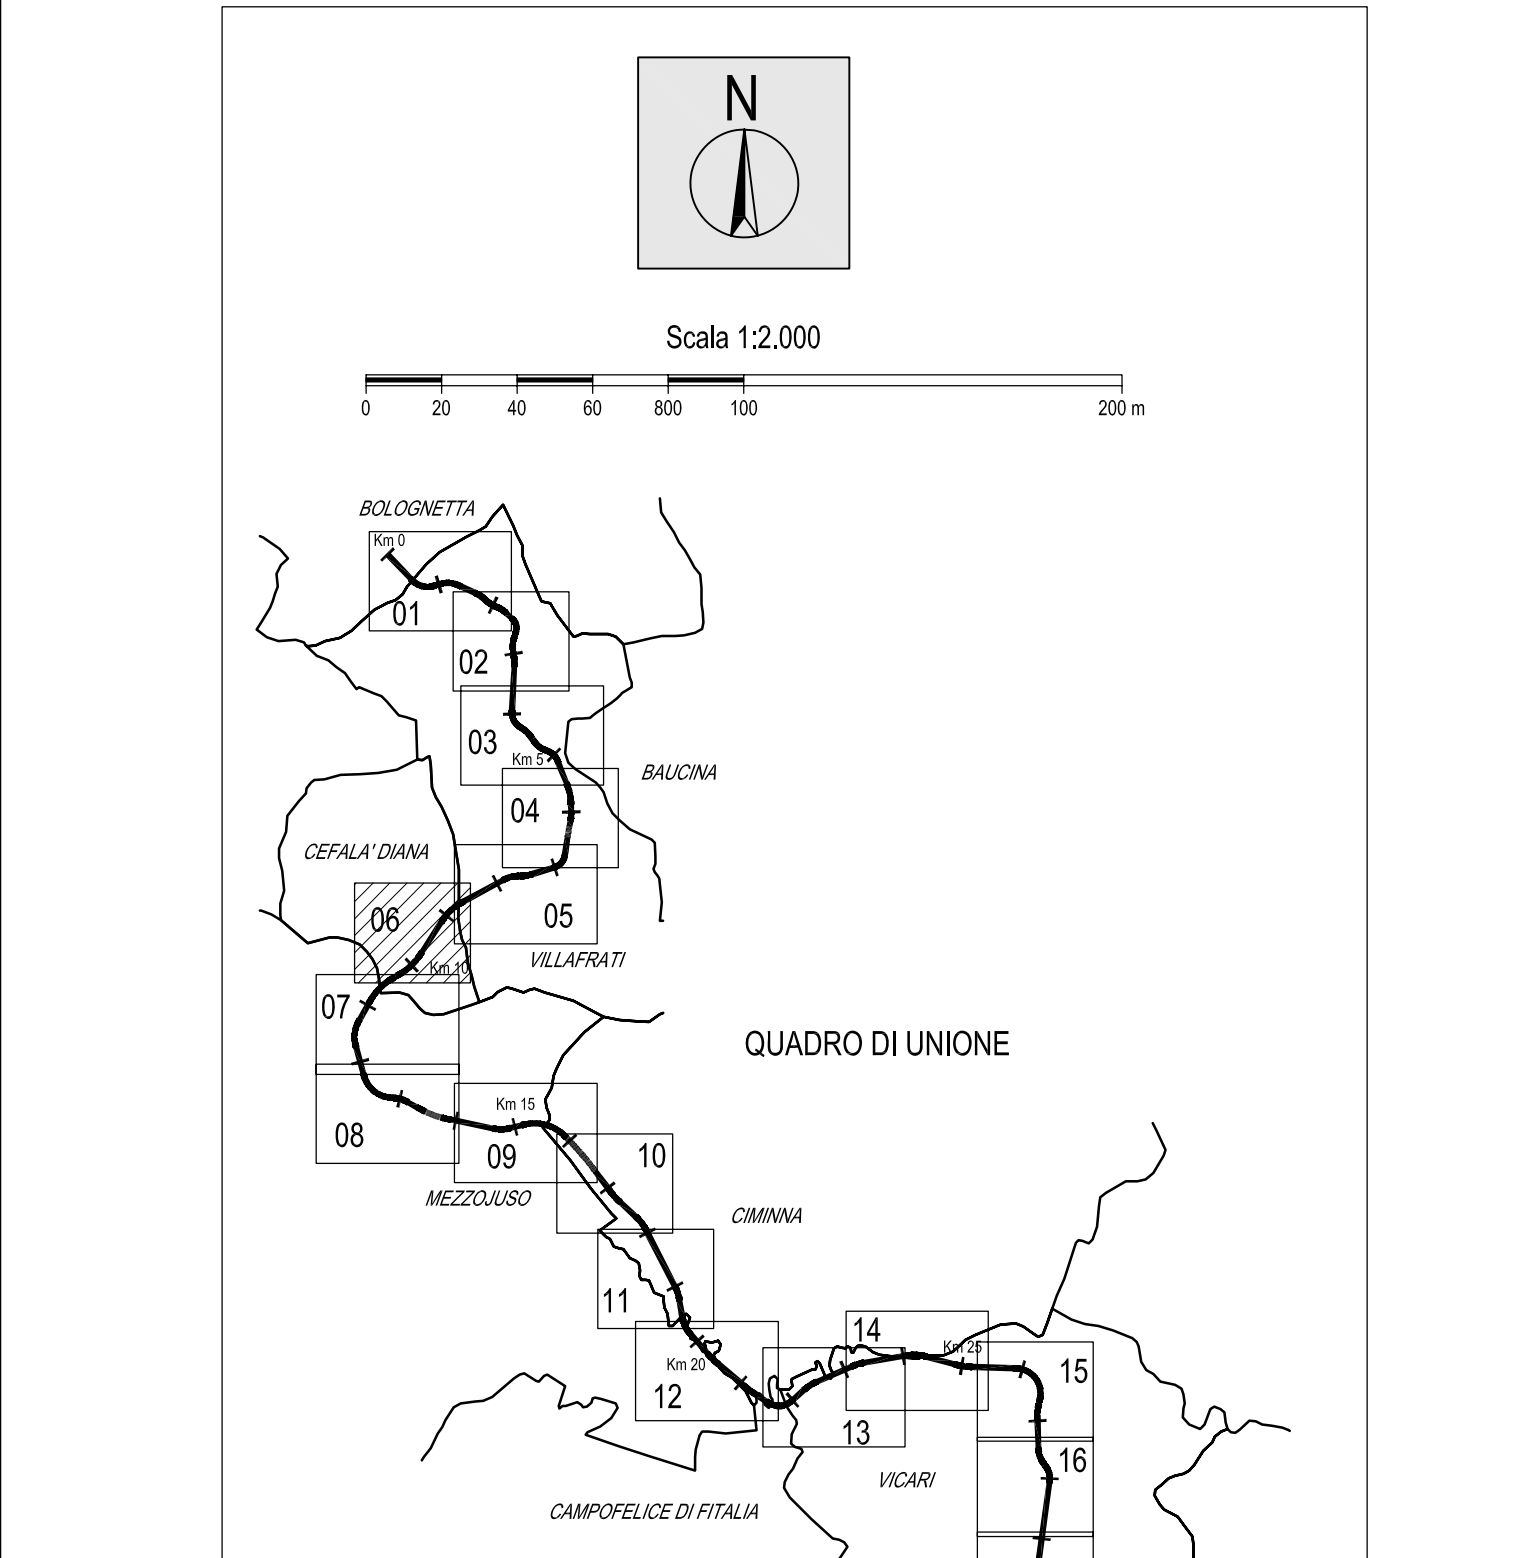 N
Scala 1:2.000
0 20 40 60 800 100 200 m
BOLOGNETTA
Km 0
01
02
03
Km 5
BAUCINA
04
CEFALA' DIANA
06
05
VILLAFRATI
Km 10
07
QUADRO DI UNIONE
Km 15
08
09
10
MEZZOJUSO
CIMINNA
11
14
Km 25
Km 20
15
12
13
16
VICARI
CAMPOFELICE DI FITALIA